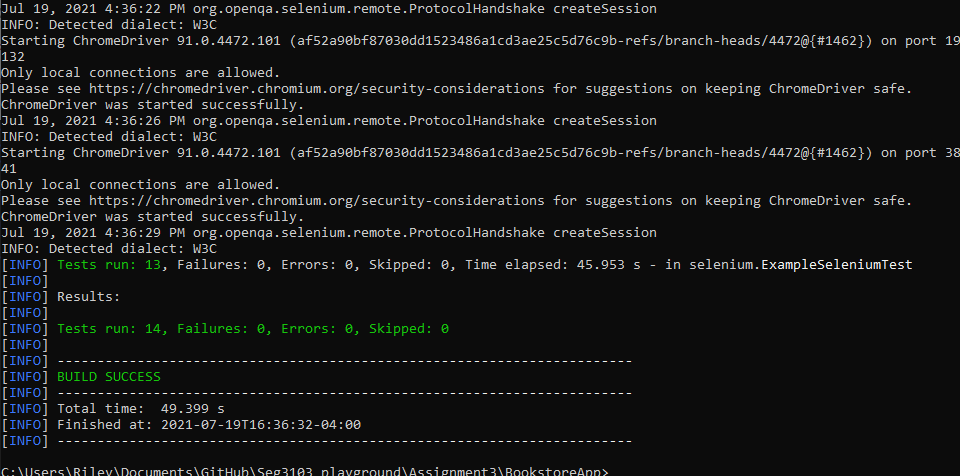 Jul 19, 2021 4:36:22 PM org.openqa.selenium.remote.ProtocolHandshake createSession
INFO: Detected dialect: W3C
Starting ChromeDriver 91.0.4472.101 (af52a90bf87030dd1523486a1cd3ae25c5d76c9b-refs/branch-heads/4472@{#1462}) on port 19
132
Only local connections are allowed.
Please see https://chromedriver.chromium.org/security-considerations for suggestions on keeping ChromeDriver safe.
ChromeDriver was started successfully.
Jul 19, 2021 4:36:26 PM org.openqa.selenium.remote.ProtocolHandshake createSession
INFO: Detected dialect: W3C
Starting ChromeDriver 91.0.4472.101 (af52a90bf87030dd1523486a1cd3ae25c5d76c9b-refs/branch-heads/4472@{#1462}) on port 38
41
Only local connections are allowed.
Please see https://chromedriver.chromium.org/security-considerations for suggestions on keeping ChromeDriver safe.
ChromeDriver was started successfully.
Jul 19, 2021 4:36:29 PM org.openqa.selenium.remote.ProtocolHandshake createSession
INFO: Detected dialect: W3C
[INFO] Tests run: 13, Failures: 0, Errors: 0, Skipped: 0, Time elapsed: 45.953 s - in selenium.ExampleSeleniumTest
[INFO]
[INFO] Results:
[INFO]
[INFO] Tests run: 14, Failures: 0, Errors: 0, Skipped: 0
[INFO]
[INFO] ------------------------------------------------------------------------
[INFO] BUILD SUCCESS
[INFO] ------------------------------------------------------------------------
[INFO] Total time:  49.399 s
[INFO] Finished at: 2021-07-19T16:36:32-04:00
[INFO] ------------------------------------------------------------------------
C:\Users\Riley\Documents\GitHub\Seg3103_playground\Assignment3\BookstoreApp>